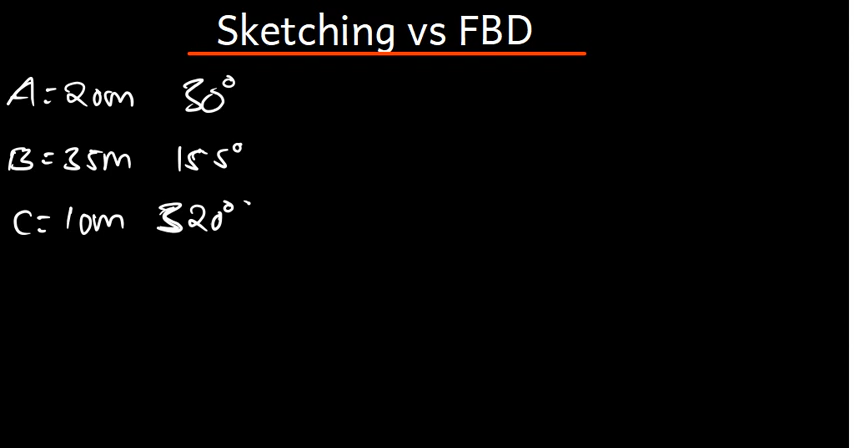 Sketching vs FBD
A = 20m 30°
B = 35m 155°
C = 10m 320°